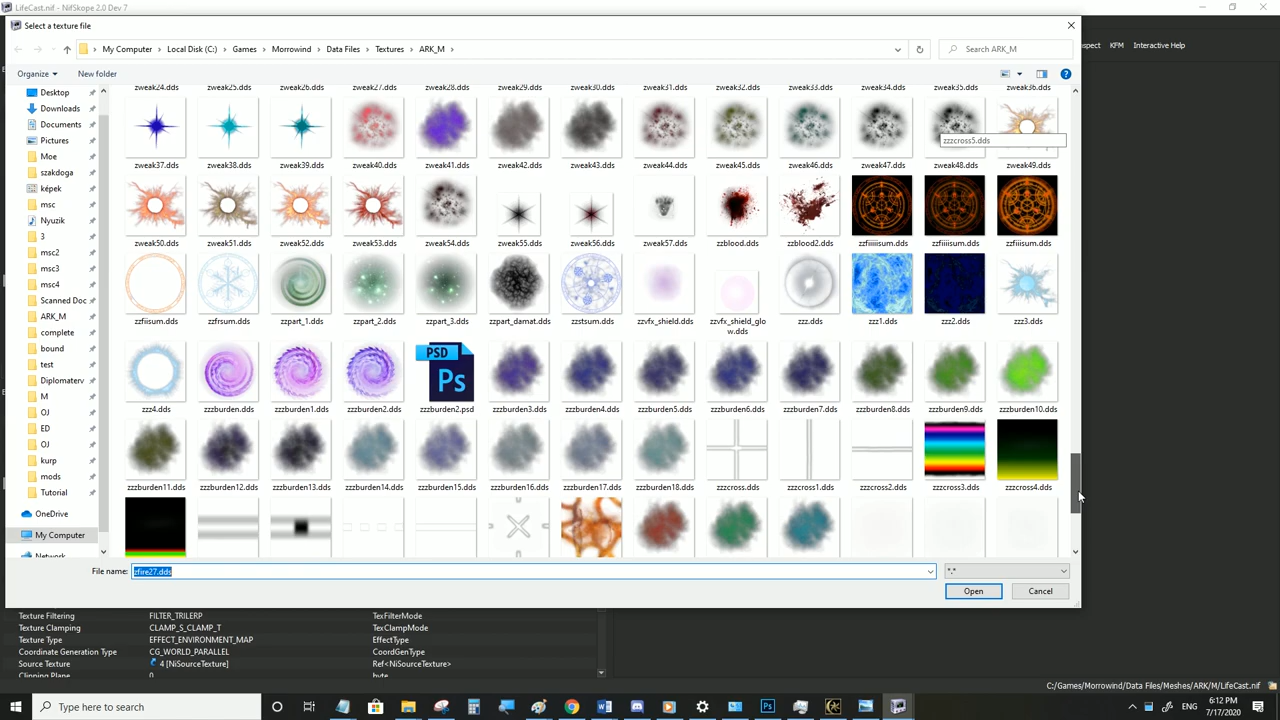 LifeCast.nif - NifSkope 2.0 Dev 7
Select a texture file
My Computer > Local Disk (C:) > Games > Morrowind > Data Files > Textures > ARK_M >
Search ARK_M
spect KFM Interactive Help
Organize New folder
Desktop
Downloads
Documents
Pictures
Moe
szakdoga
képek
msc
Nyuzik
3
msc2
msc3
msc4
Scanned Doc
ARK_M
complete
bound
test
Diplomaterv
M
OJ
ED
OJ
kurp
mods
Tutorial
OneDrive
My Computer
Network
zweak24.dds zweak25.dds zweak26.dds zweak27.dds zweak28.dds zweak29.dds zweak30.dds zweak31.dds zweak32.dds zweak33.dds zweak34.dds zweak35.dds zweak36.dds
zzzcross5.dds
zweak37.dds zweak38.dds zweak39.dds zweak40.dds zweak41.dds zweak42.dds zweak43.dds zweak44.dds zweak45.dds zweak46.dds zweak47.dds zweak48.dds zweak49.dds
zweak50.dds zweak51.dds zweak52.dds zweak53.dds zweak54.dds zweak55.dds zweak56.dds zweak57.dds zzblood.dds zzblood2.dds zzfiiiiisum.dds zzfiiiisum.dds zzfiiisum.dds
zzfiisum.dds zzfrsum.dds zzpart_1.dds zzpart_2.dds zzpart_3.dds zzpart_damat.dds zzstsum.dds zzvfx_shield.dds zzvfx_shield_glo
w.dds zzz.dds zzz1.dds zzz2.dds zzz3.dds
PSD
Ps
zzz4.dds zzzburden.dds zzzburden1.dds zzzburden2.dds zzzburden2.psd zzzburden3.dds zzzburden4.dds zzzburden5.dds zzzburden6.dds zzzburden7.dds zzzburden8.dds zzzburden9.dds zzzburden10.dds
zzzburden11.dds zzzburden12.dds zzzburden13.dds zzzburden14.dds zzzburden15.dds zzzburden16.dds zzzburden17.dds zzzburden18.dds zzzcross.dds zzzcross1.dds zzzcross2.dds zzzcross3.dds zzzcross4.dds
File name: zfire27.dds *.*
Open Cancel
Texture Filtering FILTER_TRILERP TexFilterMode
Texture Clamping CLAMP_S_CLAMP_T TexClampMode
Texture Type EFFECT_ENVIRONMENT_MAP EffectType
Coordinate Generation Type CG_WORLD_PARALLEL CoordGenType
Source Texture 4 [NiSourceTexture] Ref<NiSourceTexture>
Clipping Plane 0 byte
C:/Games/Morrowind/Data Files/Meshes/ARK/M/LifeCast.nif
Type here to search
Ps
ENG
6:12 PM
7/17/2020